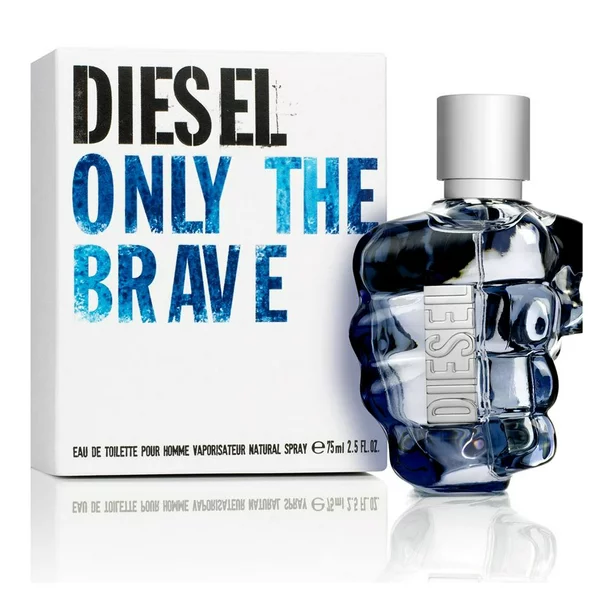 DIESEL
ONLY THE
BRAVE
EAU DE TOILETTE POUR HOMME VAPORISATEUR NATURAL SPRAY ℮75ml 2.5 FL.OZ.
DIESEL